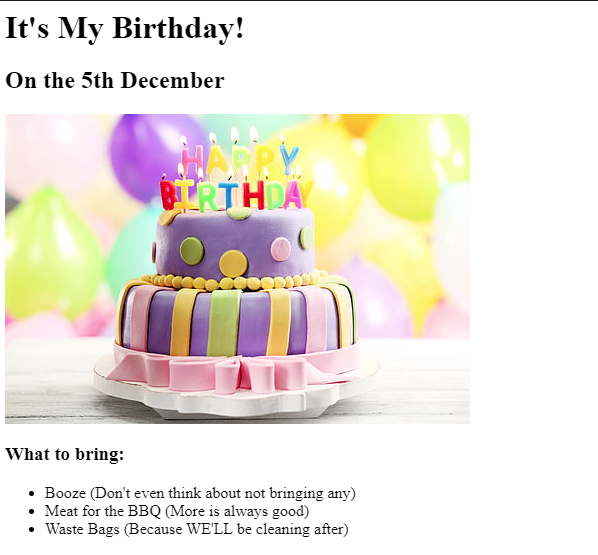 It's My Birthday!
On the 5th December
HAPPY
BIRTHDAY
What to bring:
Booze (Don't even think about not bringing any)
Meat for the BBQ (More is always good)
Waste Bags (Because WE'LL be cleaning after)